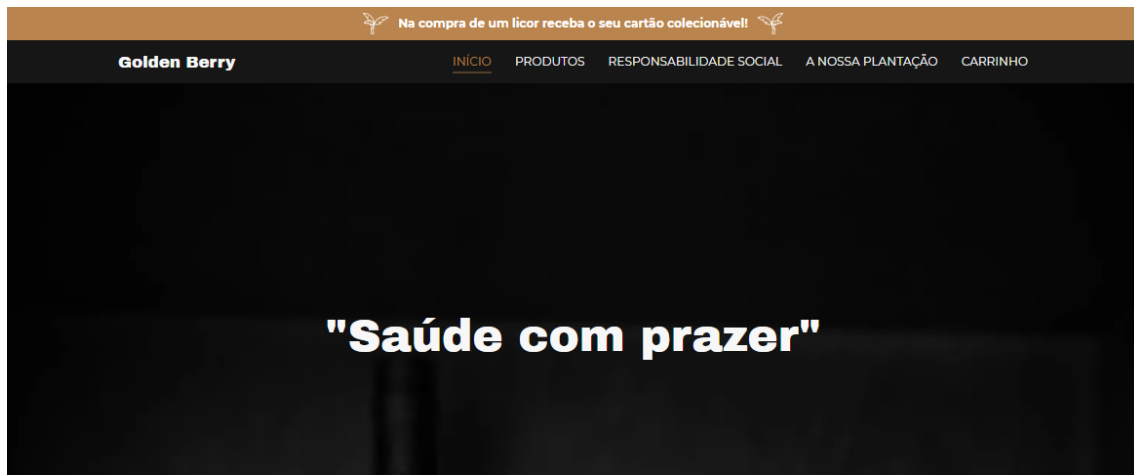 Na compra de um licor receba o seu cartão colecionável!
Golden Berry INÍCIO PRODUTOS RESPONSABILIDADE SOCIAL A NOSSA PLANTAÇÃO CARRINHO
"Saúde com prazer"